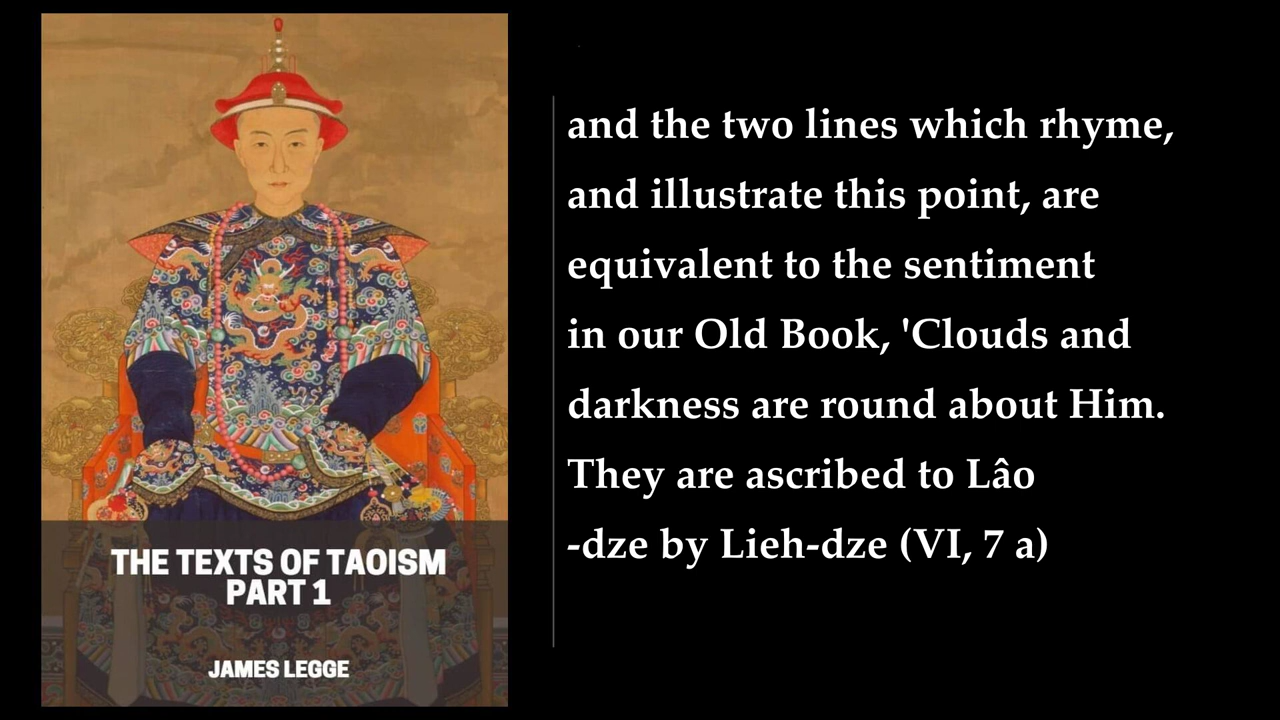 THE TEXTS OF TAOISM
PART 1
JAMES LEGGE
and the two lines which rhyme,
and illustrate this point, are
equivalent to the sentiment
in our Old Book, 'Clouds and
darkness are round about Him.
They are ascribed to Lâo
-dze by Lieh-dze (VI, 7 a)